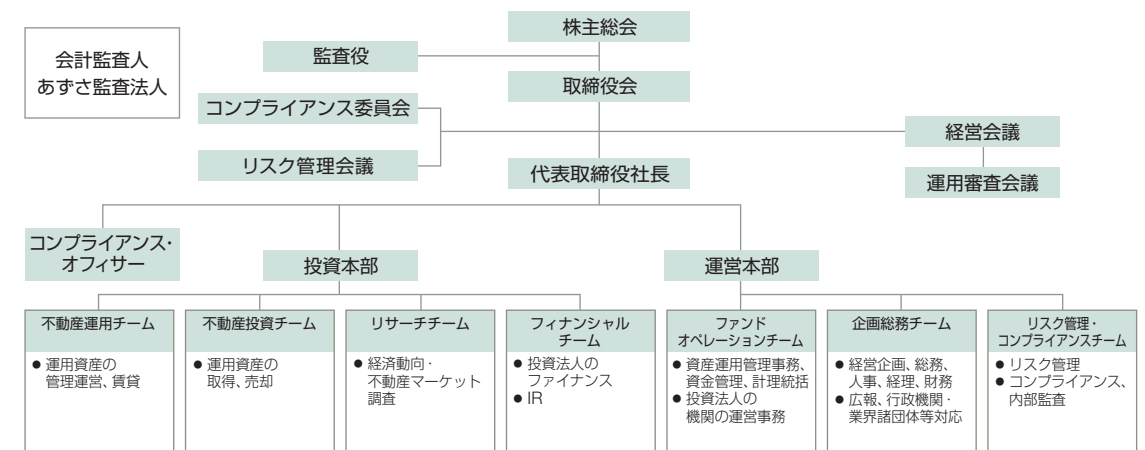 会計監査人
あずさ監査法人
株主総会
監査役
取締役会
コンプライアンス委員会
経営会議
リスク管理会議
代表取締役社長
運用審査会議
コンプライアンス・
オフィサー
投資本部
運営本部
不動産運用チーム
● 運用資産の
管理運営、賃貸
不動産投資チーム
● 運用資産の
取得、売却
リサーチチーム
● 経済動向・
不動産マーケット
調査
フィナンシャル
チーム
● 投資法人の
ファイナンス
● IR
ファンド
オペレーションチーム
● 資産運用管理事務、
資金管理、計理統括
● 投資法人の
機関の運営事務
企画総務チーム
● 経営企画、総務、
人事、経理、財務
● 広報、行政機関・
業界諸団体等対応
リスク管理・
コンプライアンスチーム
● リスク管理
● コンプライアンス、
内部監査